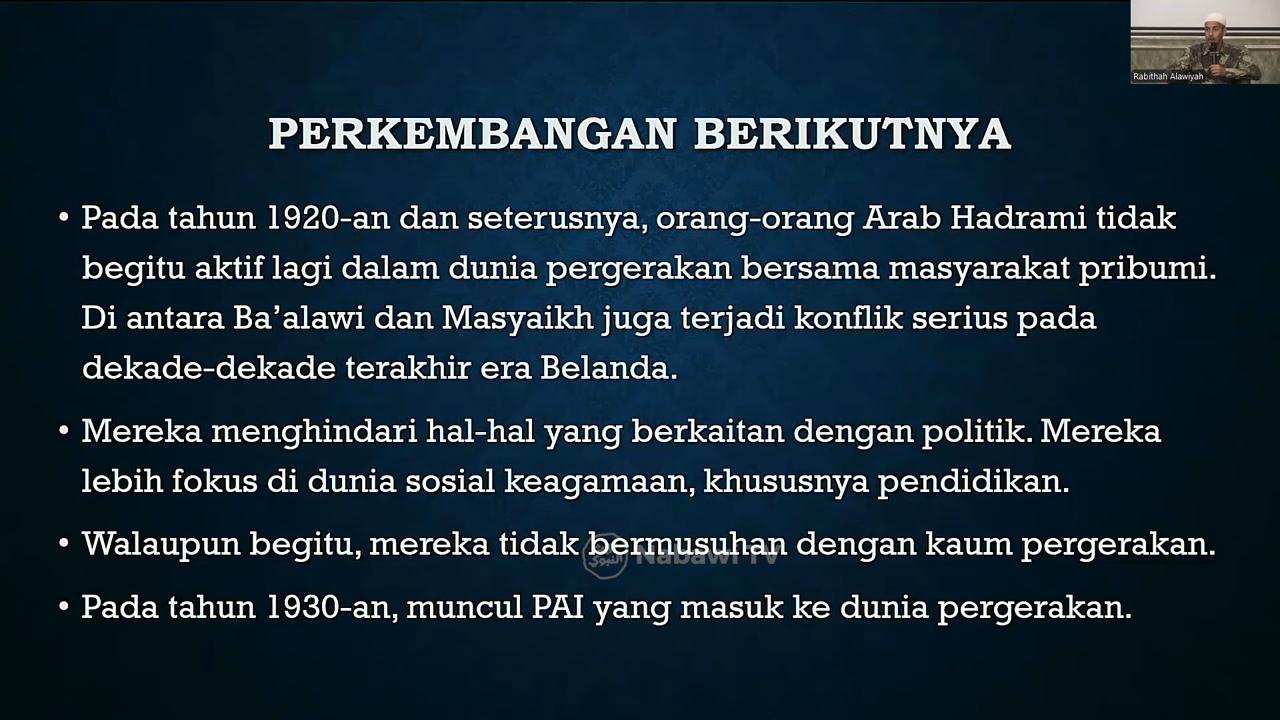 Rabithah Alawiyah
PERKEMBANGAN BERIKUTNYA
• Pada tahun 1920-an dan seterusnya, orang-orang Arab Hadrami tidak
begitu aktif lagi dalam dunia pergerakan bersama masyarakat pribumi.
Di antara Ba’alawi dan Masyaikh juga terjadi konflik serius pada
dekade-dekade terakhir era Belanda.
• Mereka menghindari hal-hal yang berkaitan dengan politik. Mereka
lebih fokus di dunia sosial keagamaan, khususnya pendidikan.
• Walaupun begitu, mereka tidak bermusuhan dengan kaum pergerakan.
النبوي Nabawi TV
• Pada tahun 1930-an, muncul PAI yang masuk ke dunia pergerakan.